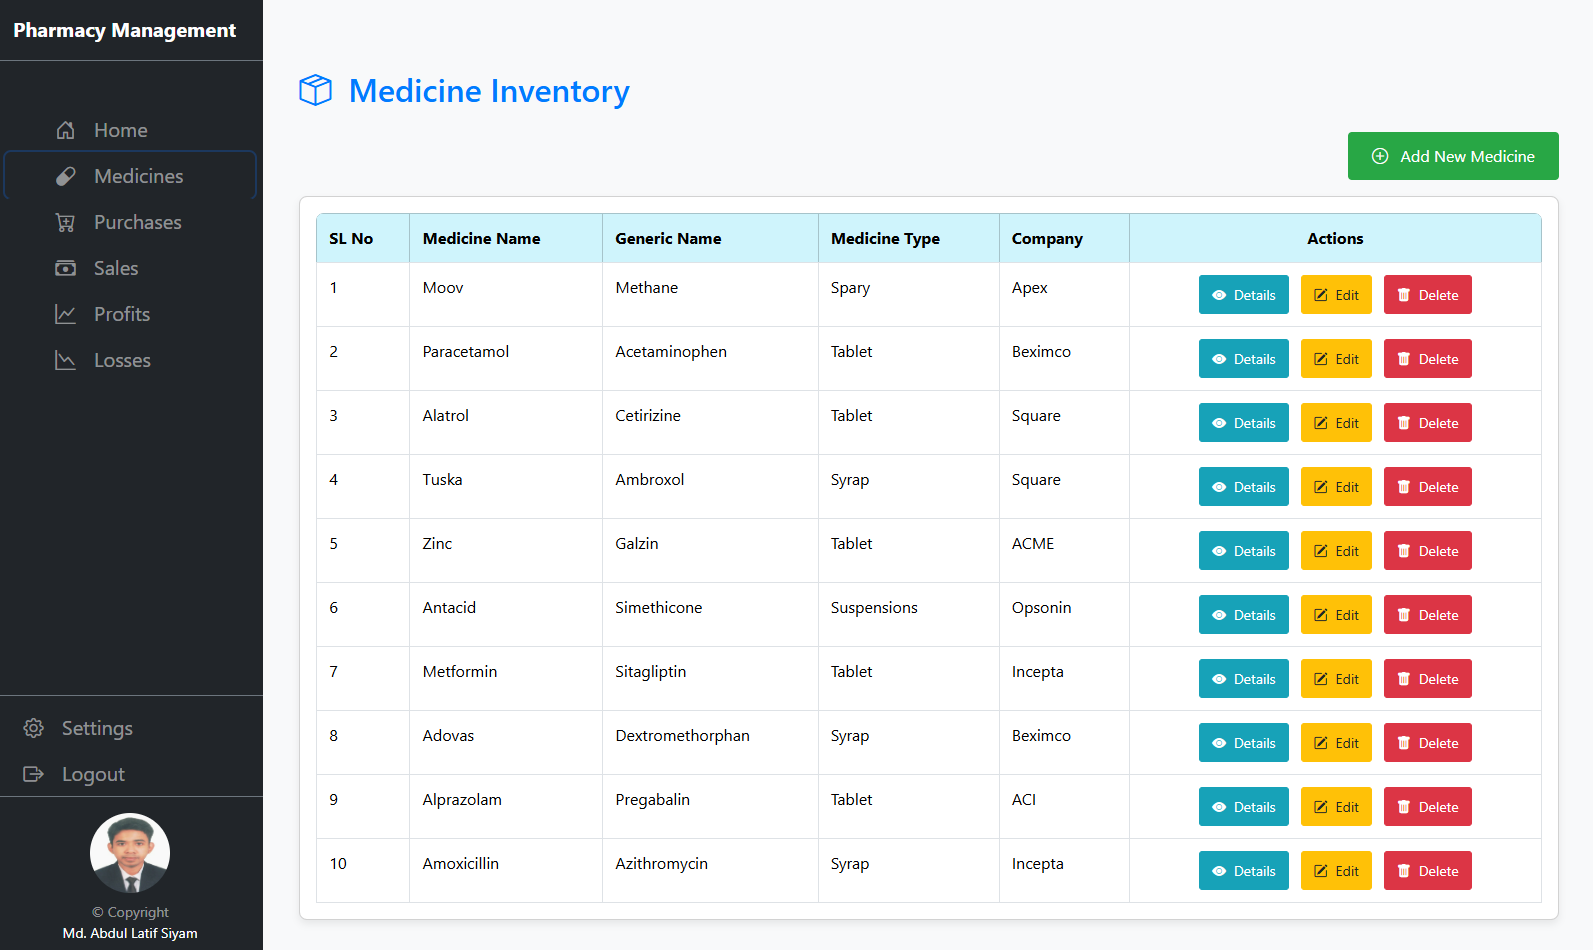 Pharmacy Management
Home
Medicines
Purchases
Sales
Profits
Losses
Settings
Logout
© Copyright
Md. Abdul Latif Siyam
Medicine Inventory
Add New Medicine
SL No Medicine Name Generic Name Medicine Type Company Actions
1 Moov Methane Spary Apex Details Edit Delete
2 Paracetamol Acetaminophen Tablet Beximco Details Edit Delete
3 Alatrol Cetirizine Tablet Square Details Edit Delete
4 Tuska Ambroxol Syrap Square Details Edit Delete
5 Zinc Galzin Tablet ACME Details Edit Delete
6 Antacid Simethicone Suspensions Opsonin Details Edit Delete
7 Metformin Sitagliptin Tablet Incepta Details Edit Delete
8 Adovas Dextromethorphan Syrap Beximco Details Edit Delete
9 Alprazolam Pregabalin Tablet ACI Details Edit Delete
10 Amoxicillin Azithromycin Syrap Incepta Details Edit Delete